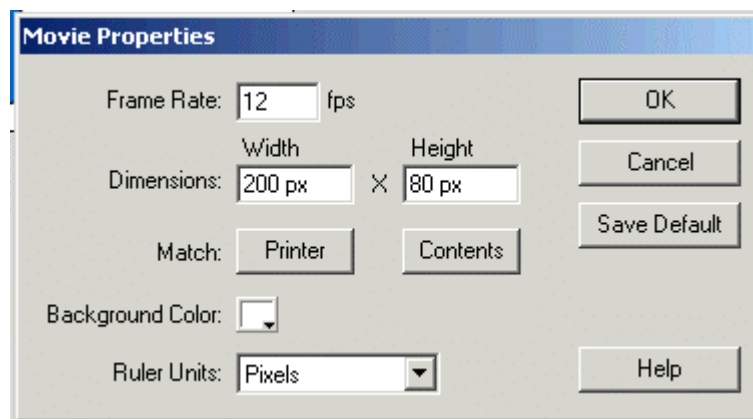 Movie Properties
Frame Rate: 12 fps OK
Width Height
Dimensions: 200 px X 80 px Cancel
Save Default
Match: Printer Contents
Background Color:
Ruler Units: Pixels Help